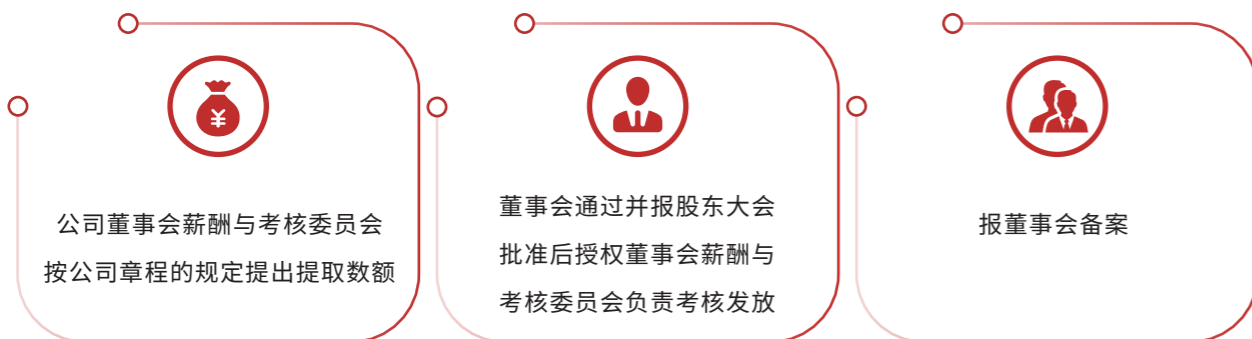 ¥
公司董事会薪酬与考核委员会
按公司章程的规定提出提取数额
董事会通过并报股东大会
批准后授权董事会薪酬与
考核委员会负责考核发放
报董事会备案